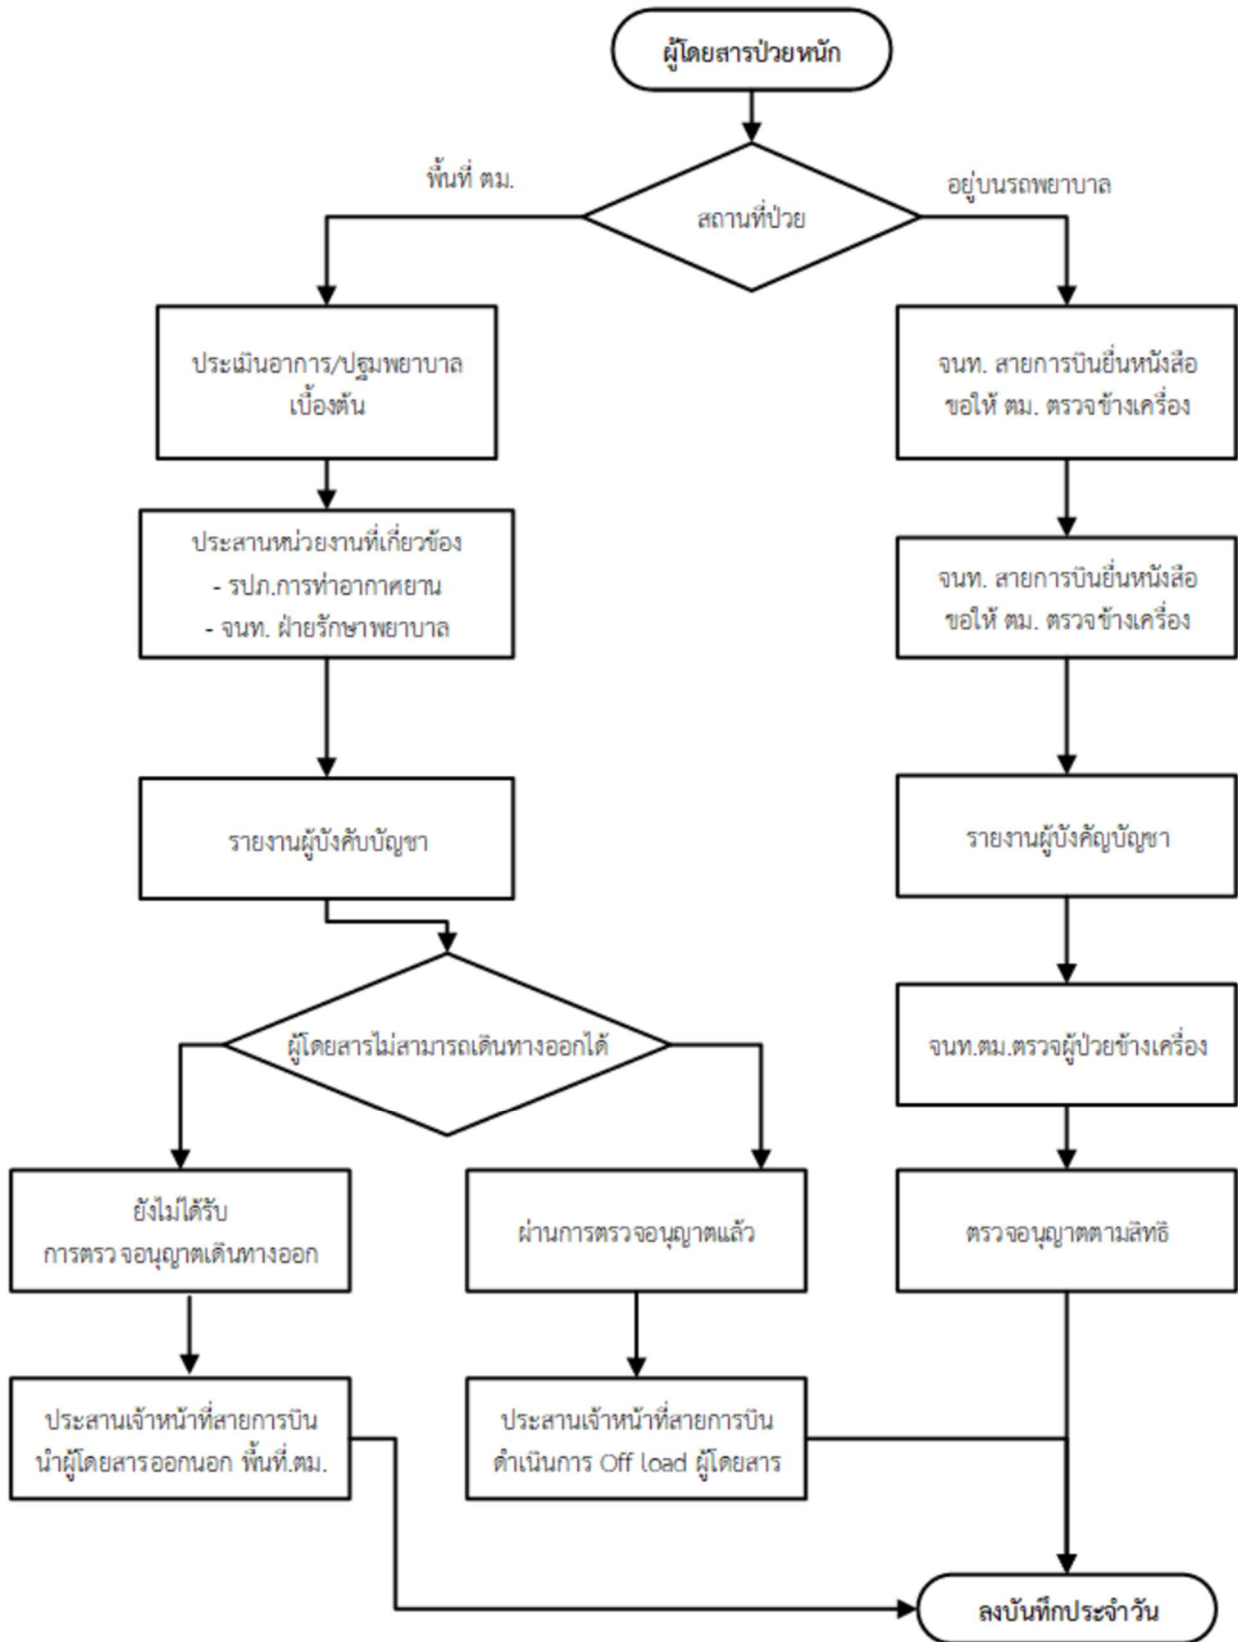 ผู้โดยสารป่วยหนัก
พื้นที่ ตม.
อยู่บนรถพยาบาล
สถานที่ป่วย
ประเมินอาการ/ปฐมพยาบาล
เบื้องต้น
ประสานหน่วยงานที่เกี่ยวข้อง
- รปภ.การท่าอากาศยาน
- จนท. ฝ่ายรักษาพยาบาล
รายงานผู้บังคับบัญชา
ผู้โดยสารไม่สามารถเดินทางออกได้
ยังไม่ได้รับ
การตรวจอนุญาตเดินทางออก
ประสานเจ้าหน้าที่สายการบิน
นำผู้โดยสารออกนอก พื้นที่.ตม.
ผ่านการตรวจอนุญาตแล้ว
ประสานเจ้าหน้าที่สายการบิน
ดำเนินการ Off load ผู้โดยสาร
จนท. สายการบินยื่นหนังสือ
ขอให้ ตม. ตรวจข้างเครื่อง
จนท. สายการบินยื่นหนังสือ
ขอให้ ตม. ตรวจข้างเครื่อง
รายงานผู้บังคัญบัญชา
จนท.ตม.ตรวจผู้ป่วยข้างเครื่อง
ตรวจอนุญาตตามสิทธิ
ลงบันทึกประจำวัน